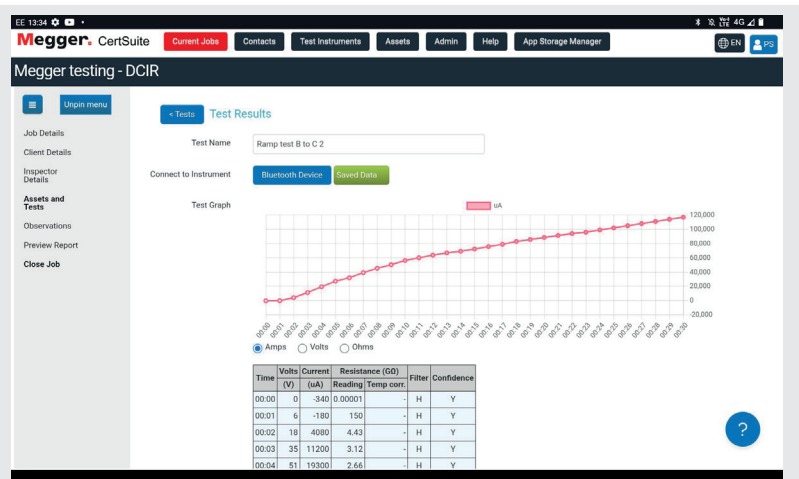 EE 13:34
4G
Megger. CertSuite Current Jobs Contacts Test Instruments Assets Admin Help App Storage Manager EN PS
Megger testing - DCIR
Unpin menu
Job Details
Client Details
Inspector Details
Assets and Tests
Observations
Preview Report
Close Job
< Tests Test Results
Test Name Ramp test B to C 2
Connect to Instrument Bluetooth Device Saved Data
Test Graph
uA
120,000
100,000
80,000
60,000
40,000
20,000
0
-20,000
00:00 00:01 00:02 00:03 00:04 00:05 00:06 00:07 00:08 00:09 00:10 00:11 00:12 00:13 00:14 00:15 00:16 00:17 00:18 00:19 00:20 00:21 00:22 00:23 00:24 00:25 00:26 00:27 00:28 00:29 00:30
Amps Volts Ohms
Time Volts Current Resistance (GΩ) Filter Confidence
(V) (uA) Reading Temp corr.
00:00 0 -340 0.00001 - H Y
00:01 6 -180 150 - H Y
00:02 18 4080 4.43 - H Y
00:03 35 11200 3.12 - H Y
00:04 51 19300 2.66 - H Y
?